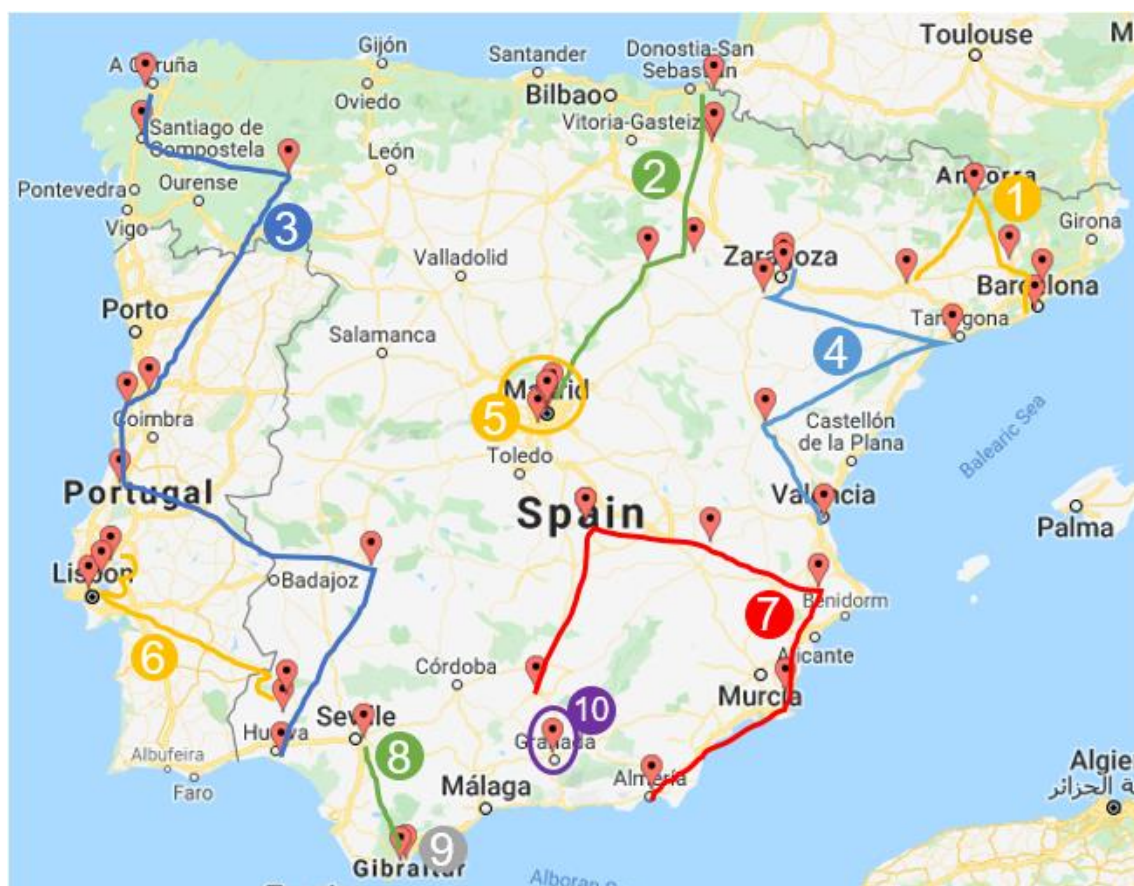 Toulouse
M
Gijón
Santander
Donostia-San
Sebastián
A Coruña
Oviedo
Bilbao
Vitoria-Gasteiz
Santiago de
Compostela
León
2
Pontevedra
Ourense
Vigo
3
Andorra
1
Girona
Valladolid
Zaragoza
Barcelona
Tarragona
Porto
Salamanca
4
Madrid
5
Coimbra
Castellón
de la Plana
Balearic Sea
Toledo
Portugal
Spain
Valencia
Palma
Lisbon
Badajoz
Benidorm
7
Alicante
6
Córdoba
Murcia
10
Seville
Huelva
Granada
Albufeira
Faro
8
Málaga
Almería
Algie
ة الجزائر
9
Gibraltar
Alboran